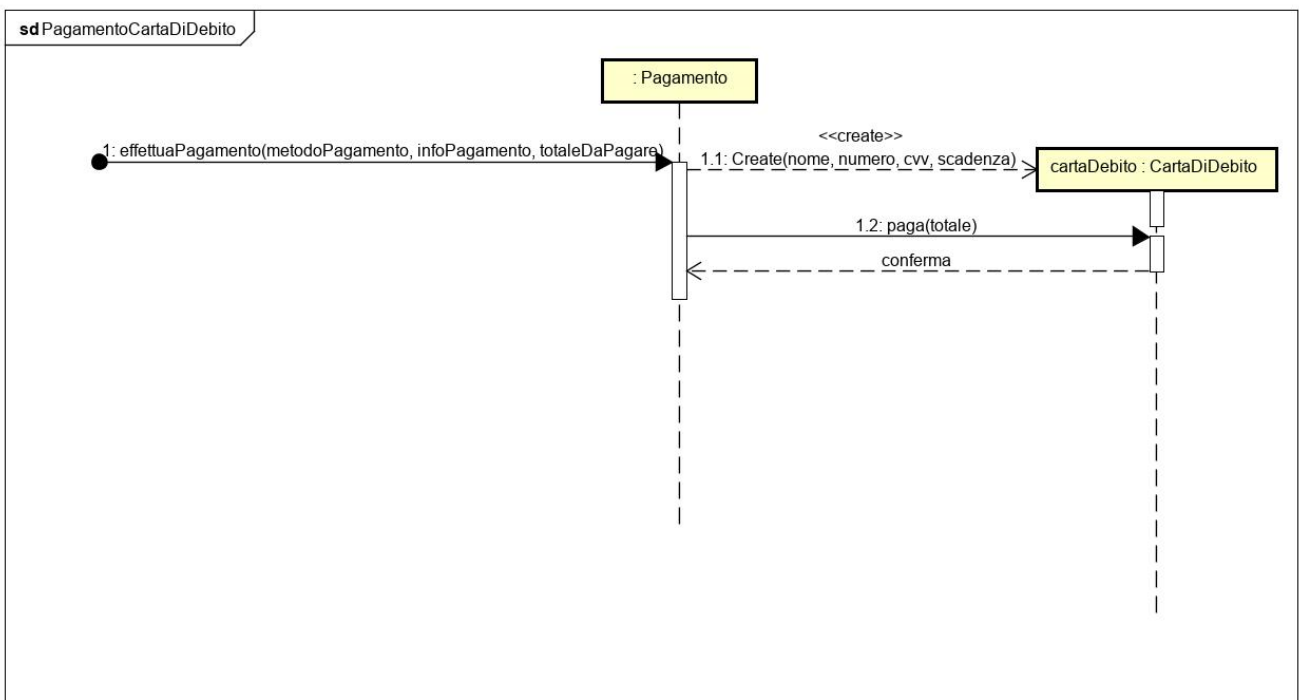 sd PagamentoCartaDiDebito
: Pagamento
<<create>>
1: effettuaPagamento(metodoPagamento, infoPagamento, totaleDaPagare)
1.1: Create(nome, numero, cvv, scadenza)
cartaDebito : CartaDiDebito
1.2: paga(totale)
conferma